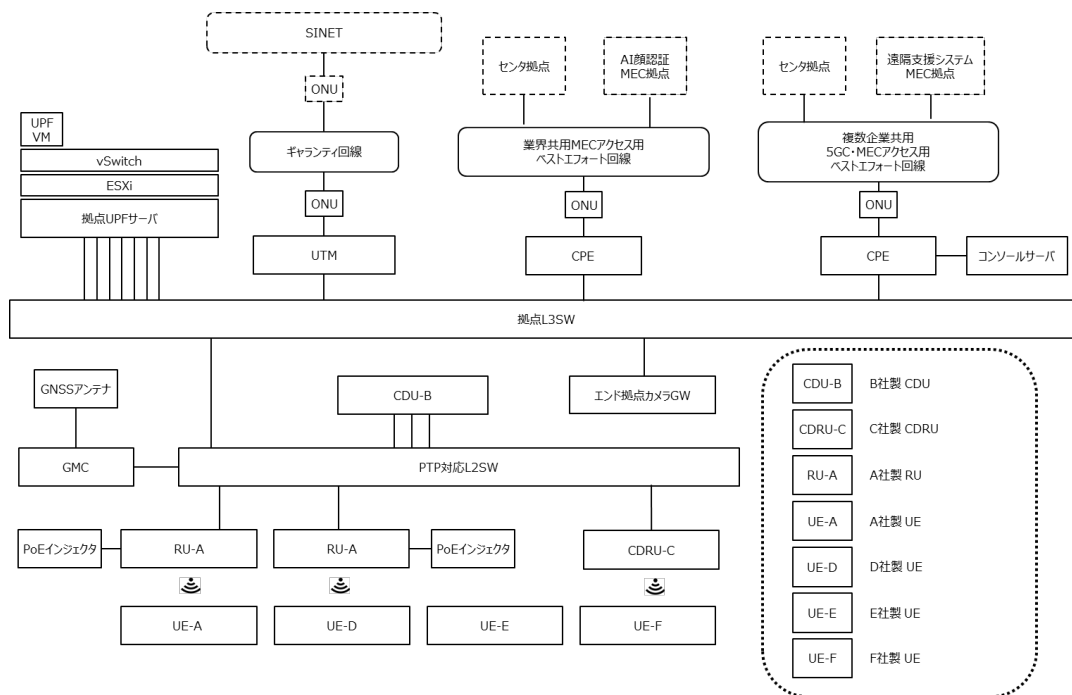 SINET
ONU
ギャランティ回線
ONU
UTM
センタ拠点
AI顔認証
MEC拠点
業界共用MECアクセス用
ベストエフォート回線
ONU
CPE
センタ拠点
遠隔支援システム
MEC拠点
複数企業共用
5GC・MECアクセス用
ベストエフォート回線
ONU
CPE
コンソールサーバ
UPF
VM
vSwitch
ESXi
拠点UPFサーバ
拠点L3SW
GNSSアンテナ
CDU-B
エンド拠点カメラGW
GMC
PTP対応L2SW
PoEインジェクタ
RU-A
RU-A
PoEインジェクタ
CDRU-C
UE-A
UE-D
UE-E
UE-F
CDU-B
B社製 CDU
CDRU-C
C社製 CDRU
RU-A
A社製 RU
UE-A
A社製 UE
UE-D
D社製 UE
UE-E
E社製 UE
UE-F
F社製 UE